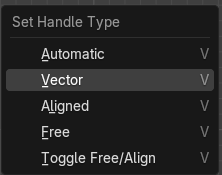 Set Handle Type
Automatic V
Vector V
Aligned V
Free V
Toggle Free/Align V